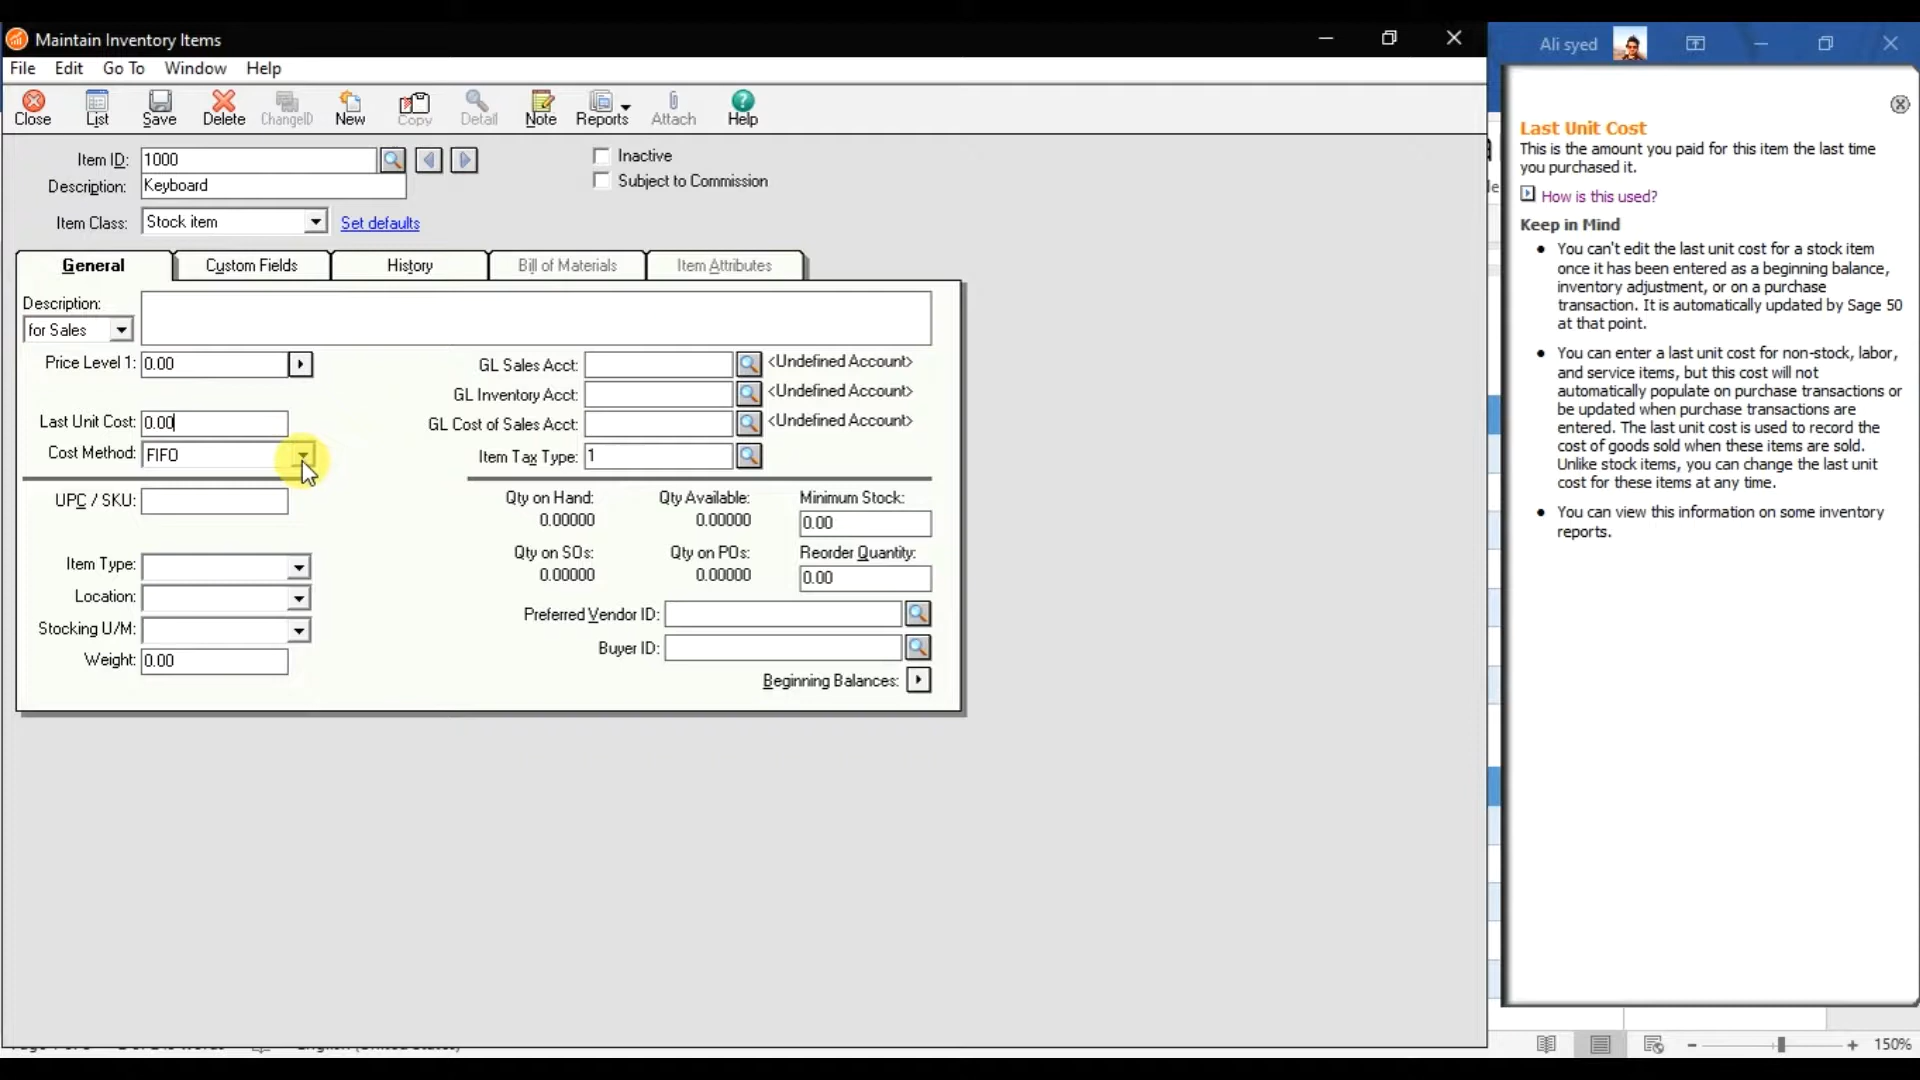 Maintain Inventory Items
Ali syed
File Edit Go To Window Help
Close List Save Delete ChangeID New Copy Detail Note Reports Attach Help
Item ID: 1000
Inactive
Description: Keyboard
Subject to Commission
Item Class: Stock item Set defaults
General Custom Fields History Bill of Materials Item Attributes
Description:
for Sales
Price Level 1: 0.00
GL Sales Acct: <Undefined Account>
GL Inventory Acct: <Undefined Account>
Last Unit Cost: 0.00
GL Cost of Sales Acct: <Undefined Account>
Cost Method: FIFO
Item Tax Type: 1
UPC / SKU:
Qty on Hand: Qty Available: Minimum Stock:
0.00000 0.00000 0.00
Qty on SOs: Qty on POs: Reorder Quantity:
0.00000 0.00000 0.00
Item Type:
Location:
Stocking U/M:
Weight: 0.00
Preferred Vendor ID:
Buyer ID:
Beginning Balances:
Last Unit Cost
This is the amount you paid for this item the last time
you purchased it.
How is this used?
Keep in Mind
• You can't edit the last unit cost for a stock item
once it has been entered as a beginning balance,
inventory adjustment, or on a purchase
transaction. It is automatically updated by Sage 50
at that point.
• You can enter a last unit cost for non-stock, labor,
and service items, but this cost will not
automatically populate on purchase transactions or
be updated when purchase transactions are
entered. The last unit cost is used to record the
cost of goods sold when these items are sold.
Unlike stock items, you can change the last unit
cost for these items at any time.
• You can view this information on some inventory
reports.
150%